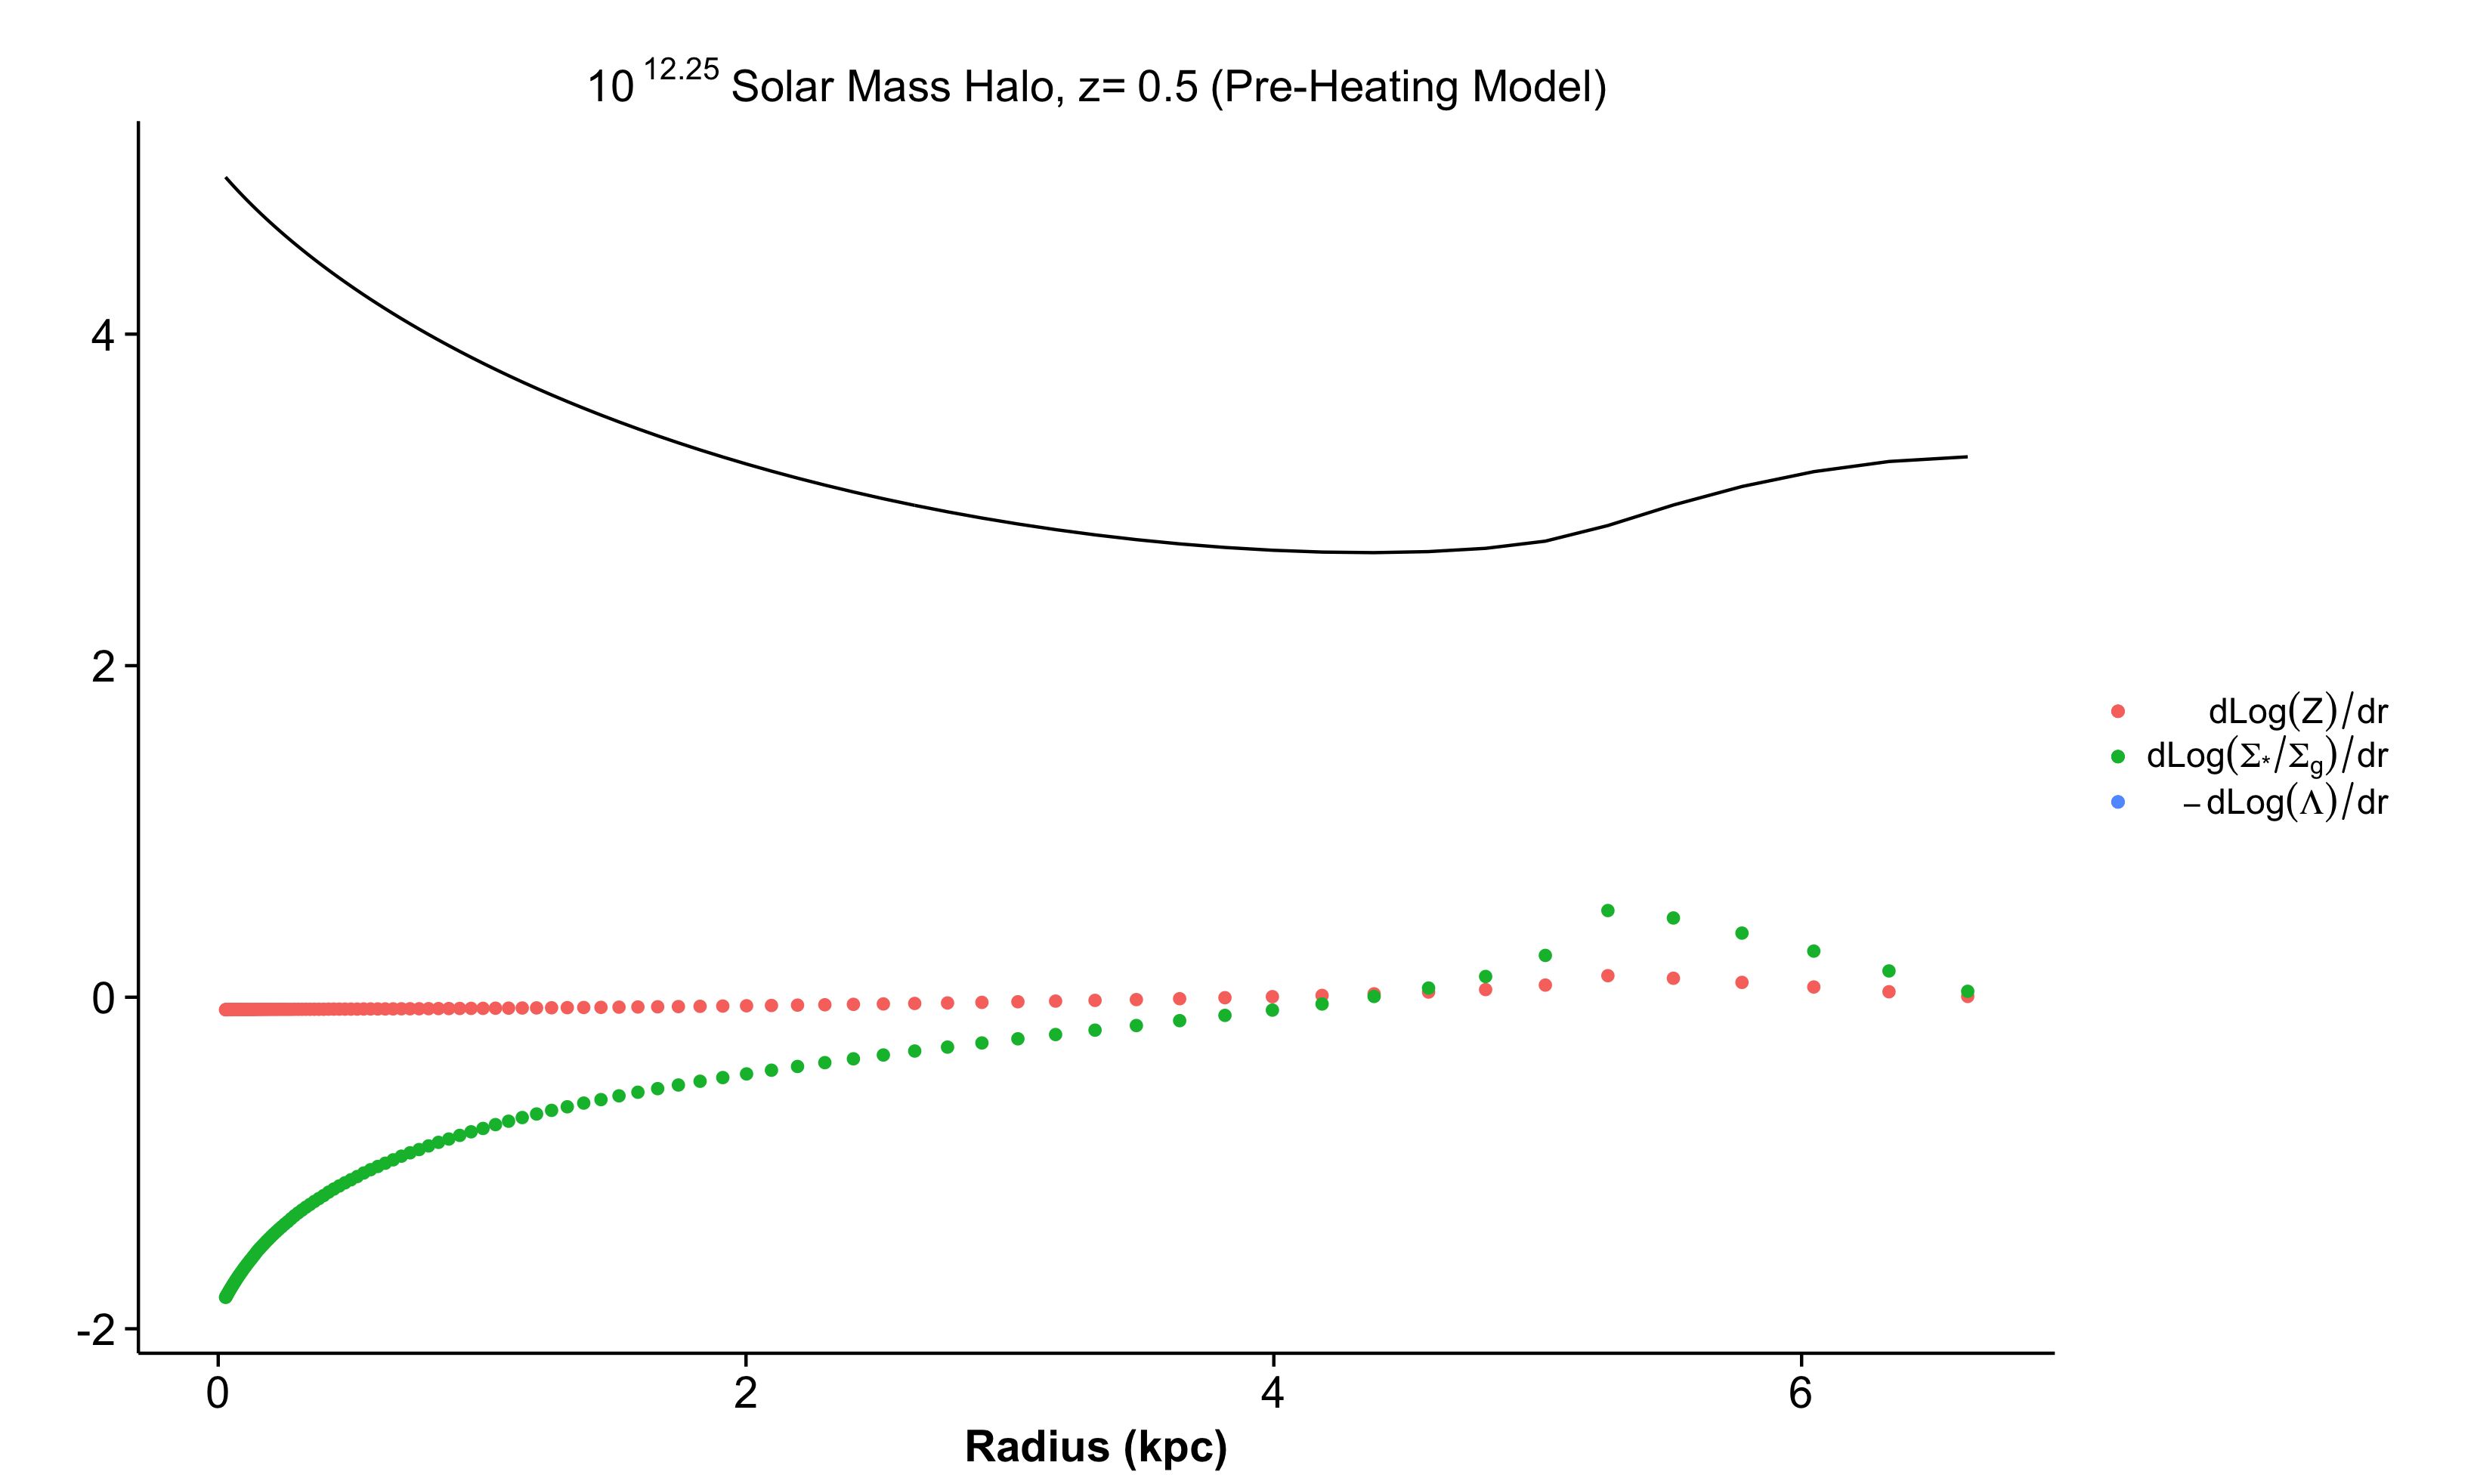 10^12.25 Solar Mass Halo, z= 0.5 (Pre-Heating Model)
4
2
0
-2
0 2 4 6
Radius (kpc)
dLog(Z)/dr
dLog(Σ*/Σg)/dr
−dLog(Λ)/dr